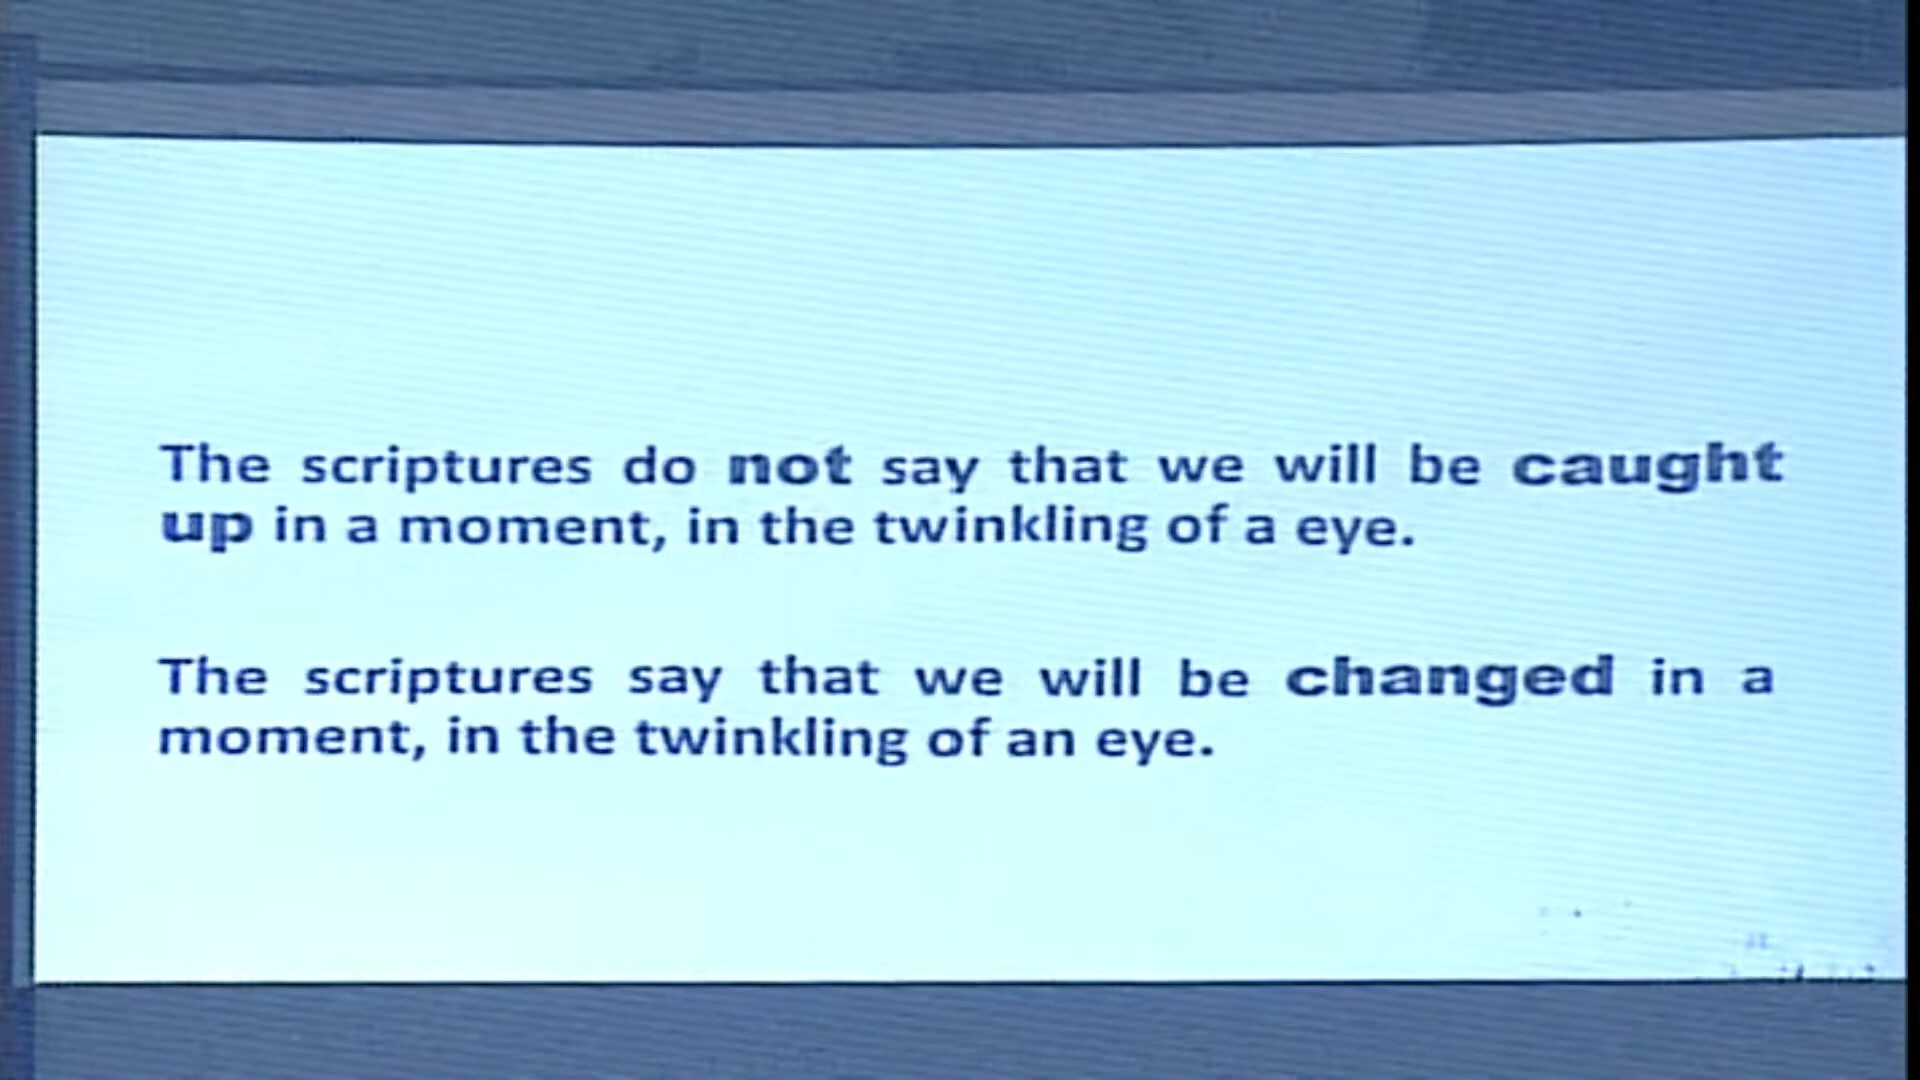 The scriptures do not say that we will be caught
up in a moment, in the twinkling of a eye.
The scriptures say that we will be changed in a
moment, in the twinkling of an eye.